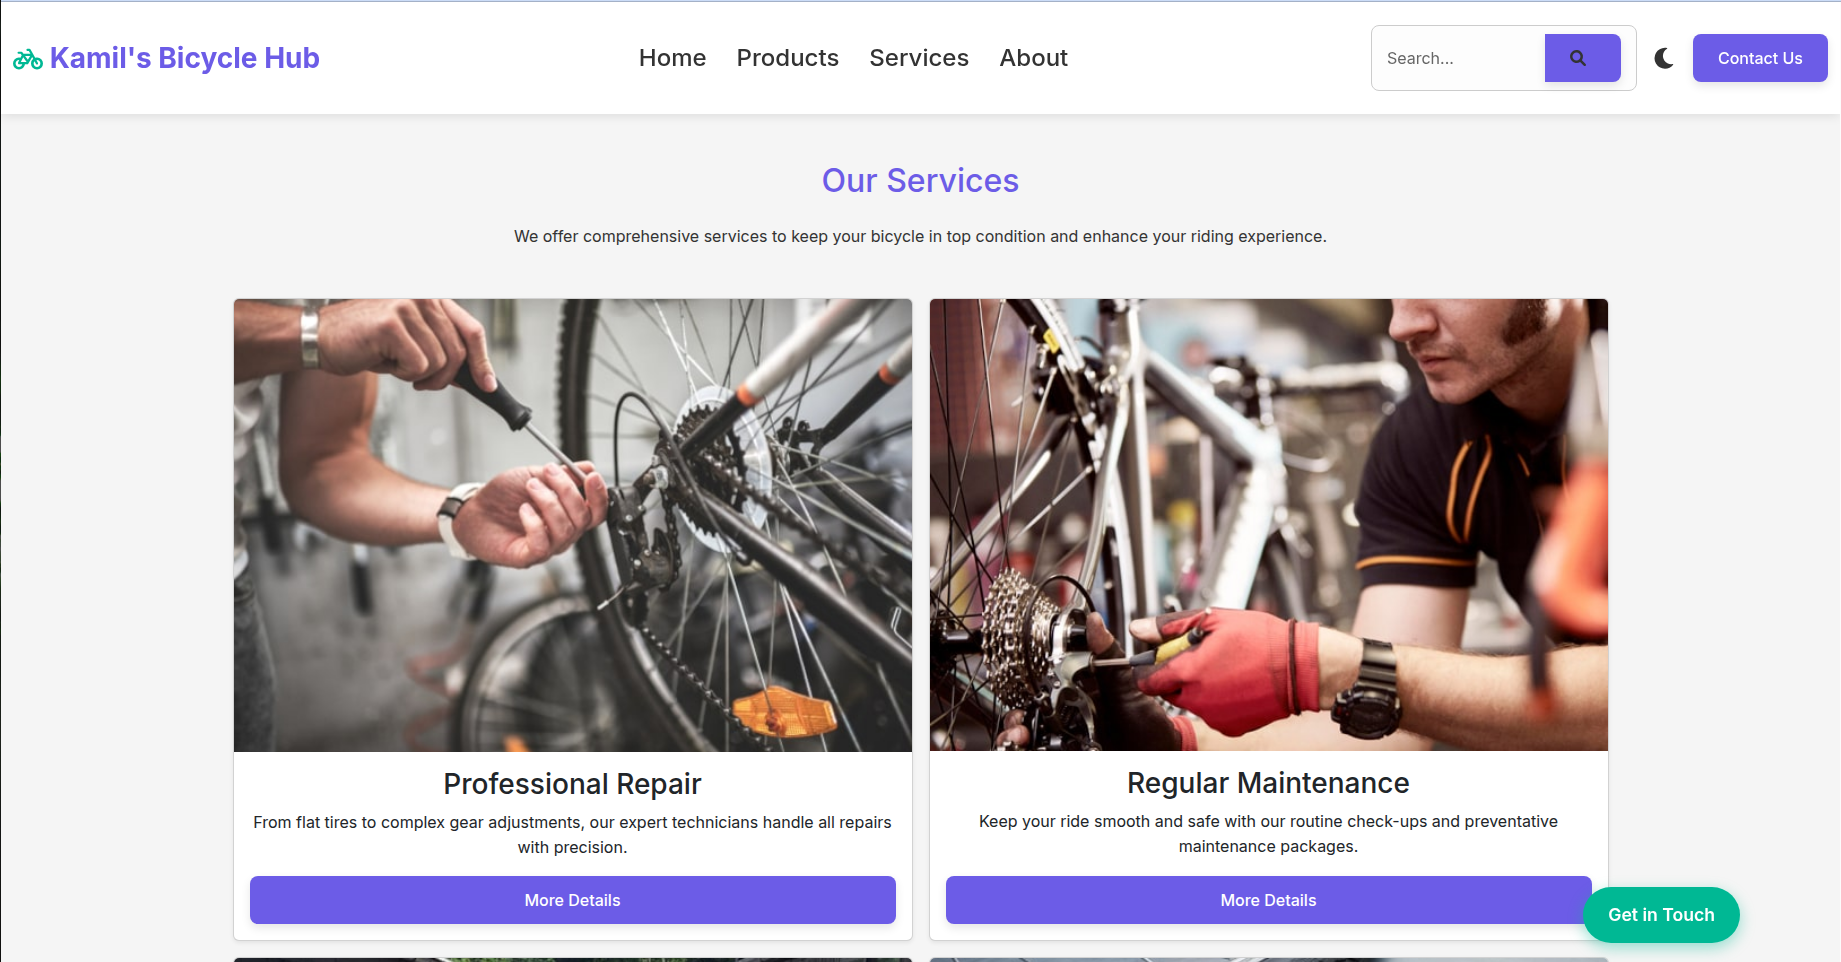 Kamil's Bicycle Hub
Home
Products
Services
About
Search...
Contact Us
Our Services
We offer comprehensive services to keep your bicycle in top condition and enhance your riding experience.
Professional Repair
From flat tires to complex gear adjustments, our expert technicians handle all repairs
with precision.
More Details
Regular Maintenance
Keep your ride smooth and safe with our routine check-ups and preventative
maintenance packages.
More Details
Get in Touch